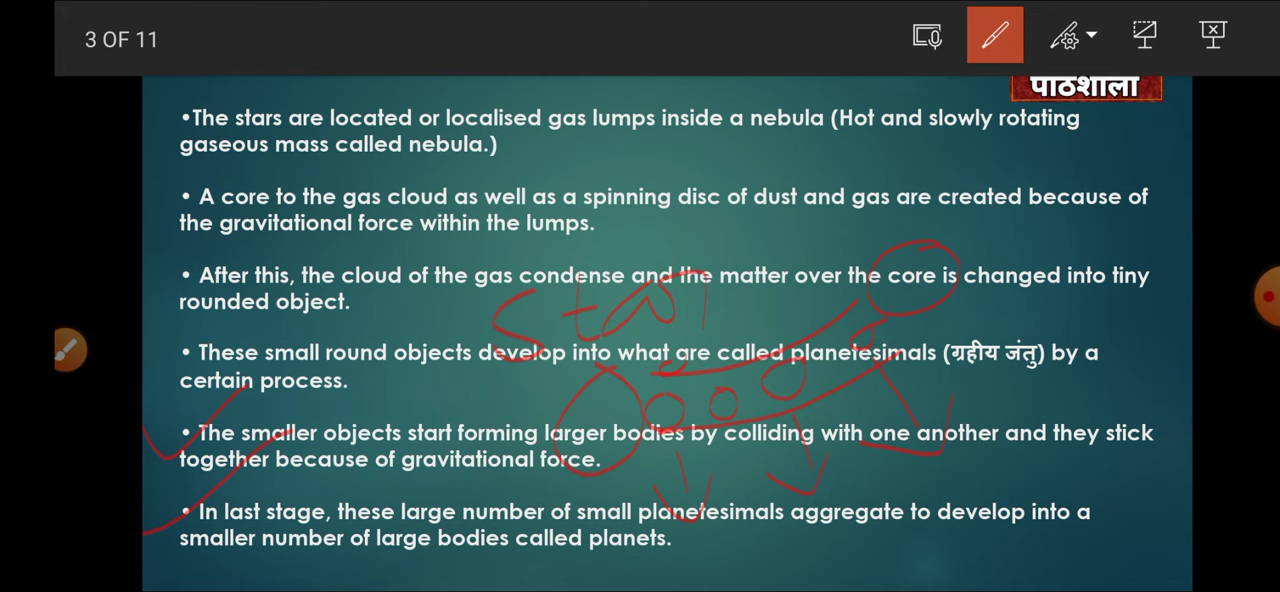 3 OF 11
पाठशाला
•The stars are located or localised gas lumps inside a nebula (Hot and slowly rotating
gaseous mass called nebula.)
• A core to the gas cloud as well as a spinning disc of dust and gas are created because of
the gravitational force within the lumps.
• After this, the cloud of the gas condense and the matter over the core is changed into tiny
rounded object.
star
• These small round objects develop into what are called planetesimals (ग्रहीय जंतु) by a
certain process.
• The smaller objects start forming larger bodies by colliding with one another and they stick
together because of gravitational force.
• In last stage, these large number of small planetesimals aggregate to develop into a
smaller number of large bodies called planets.